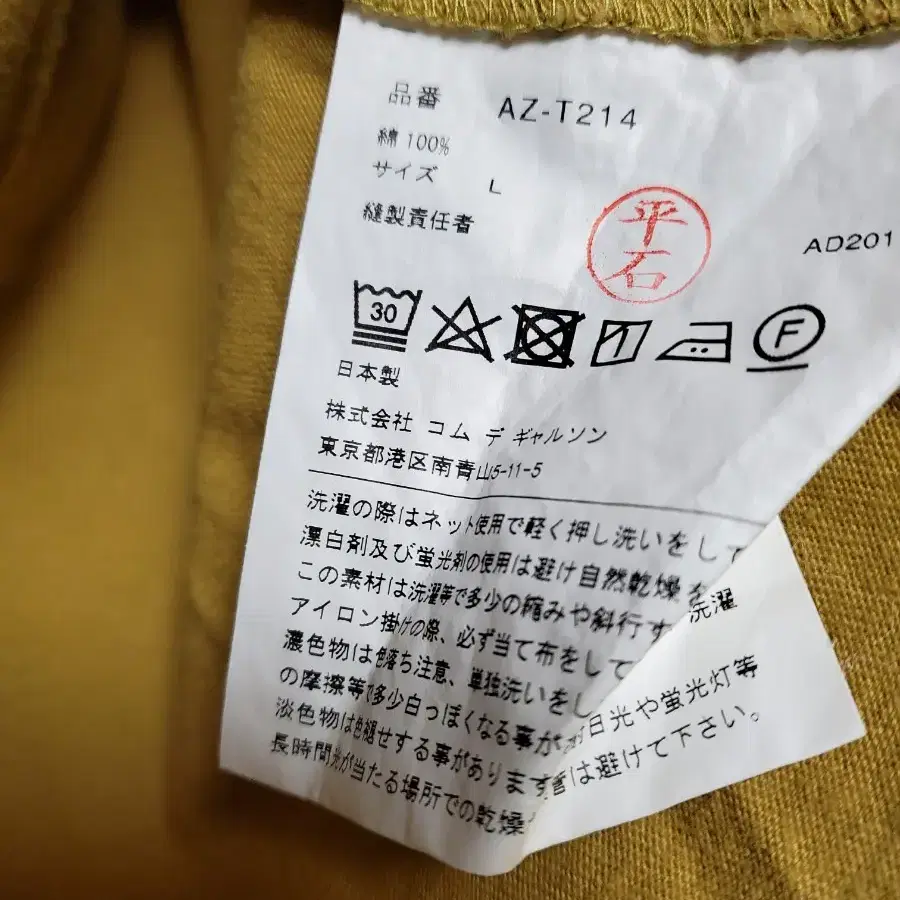 品番 AZ-T214
綿 100%
サイズ L
縫製責任者
平石
AD201
30
F
日本製
株式会社 コム デ ギャルソン
東京都港区南青山5-11-5
洗濯の際はネット使用で軽く押し洗いをして
漂白剤及び蛍光剤の使用は避け自然乾燥を
この素材は洗濯等で多少の縮みや斜行す 洗濯
アイロン掛けの際、必ず当て布をして
濃色物は色落ち注意、単独洗いをし
の摩擦等で多少白っぽくなる事が 日光や蛍光灯等
淡色物は色褪せする事があります は避けて下さい。
長時間光が当たる場所での乾燥